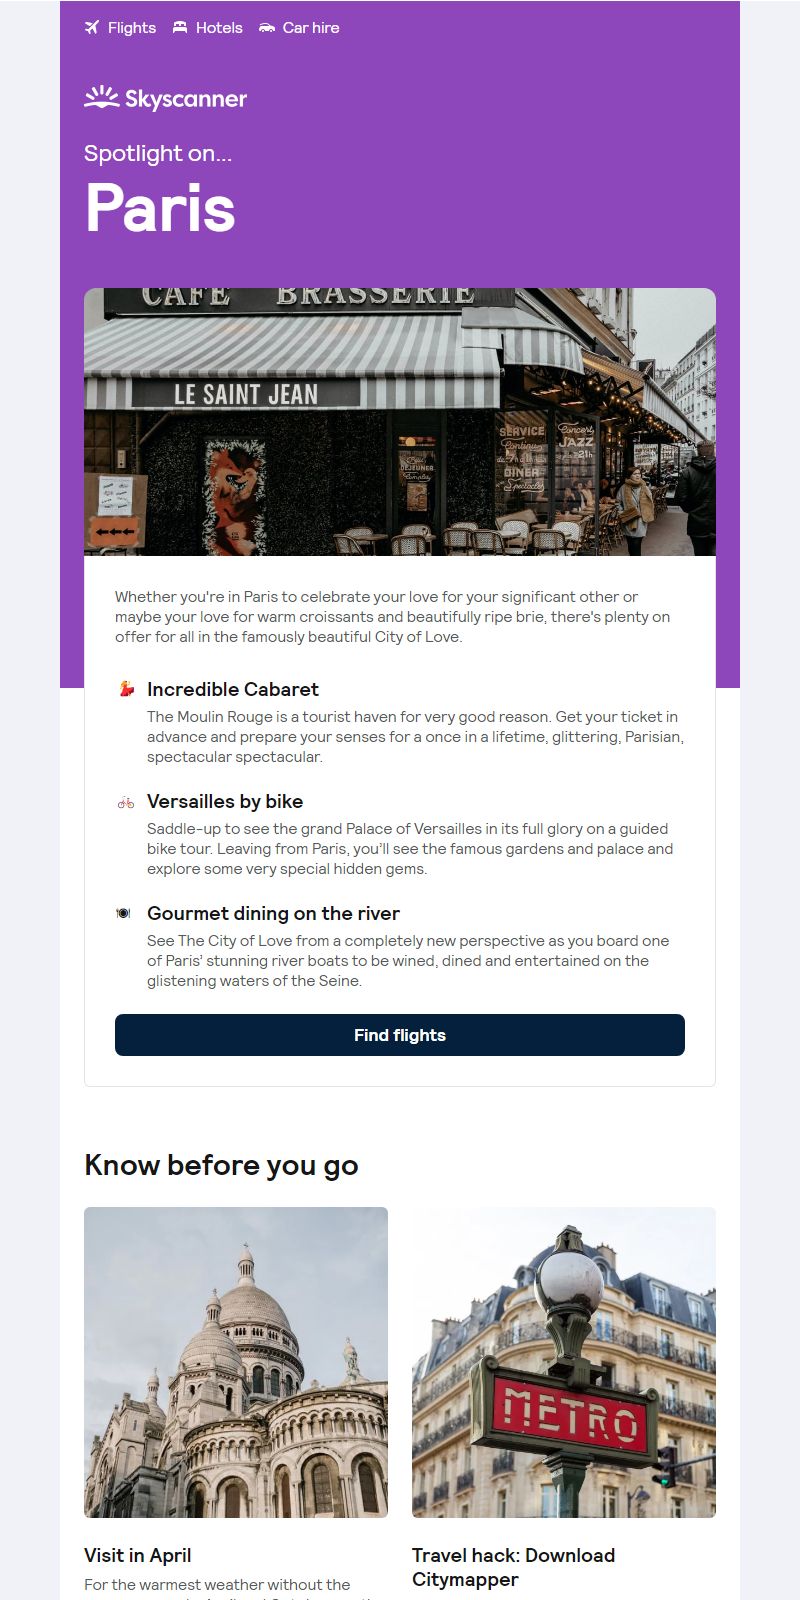 Flights Hotels Car hire
Skyscanner
Spotlight on...
Paris
CAFE BRASSERIE
LE SAINT JEAN
SERVICE
Continu
DINER
Spectacles
Concert
JAZZ
21h
DEJEUNER
Whether you're in Paris to celebrate your love for your significant other or
maybe your love for warm croissants and beautifully ripe brie, there's plenty on
offer for all in the famously beautiful City of Love.
Incredible Cabaret
The Moulin Rouge is a tourist haven for very good reason. Get your ticket in
advance and prepare your senses for a once in a lifetime, glittering, Parisian,
spectacular spectacular.
Versailles by bike
Saddle-up to see the grand Palace of Versailles in its full glory on a guided
bike tour. Leaving from Paris, you’ll see the famous gardens and palace and
explore some very special hidden gems.
Gourmet dining on the river
See The City of Love from a completely new perspective as you board one
of Paris’ stunning river boats to be wined, dined and entertained on the
glistening waters of the Seine.
Find flights
Know before you go
METRO
Visit in April
For the warmest weather without the
Travel hack: Download
Citymapper